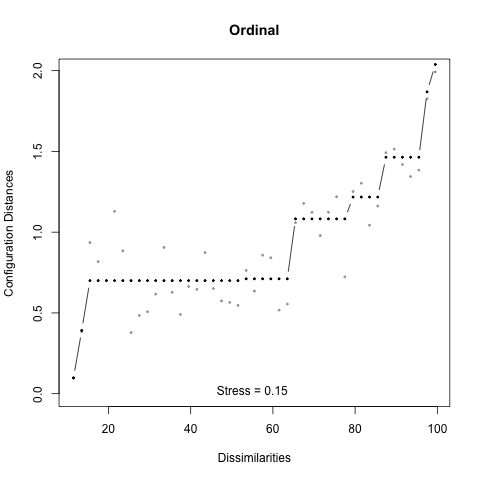 Ordinal
Configuration Distances
2.0
1.5
1.0
0.5
0.0
Stress = 0.15
20 40 60 80 100
Dissimilarities